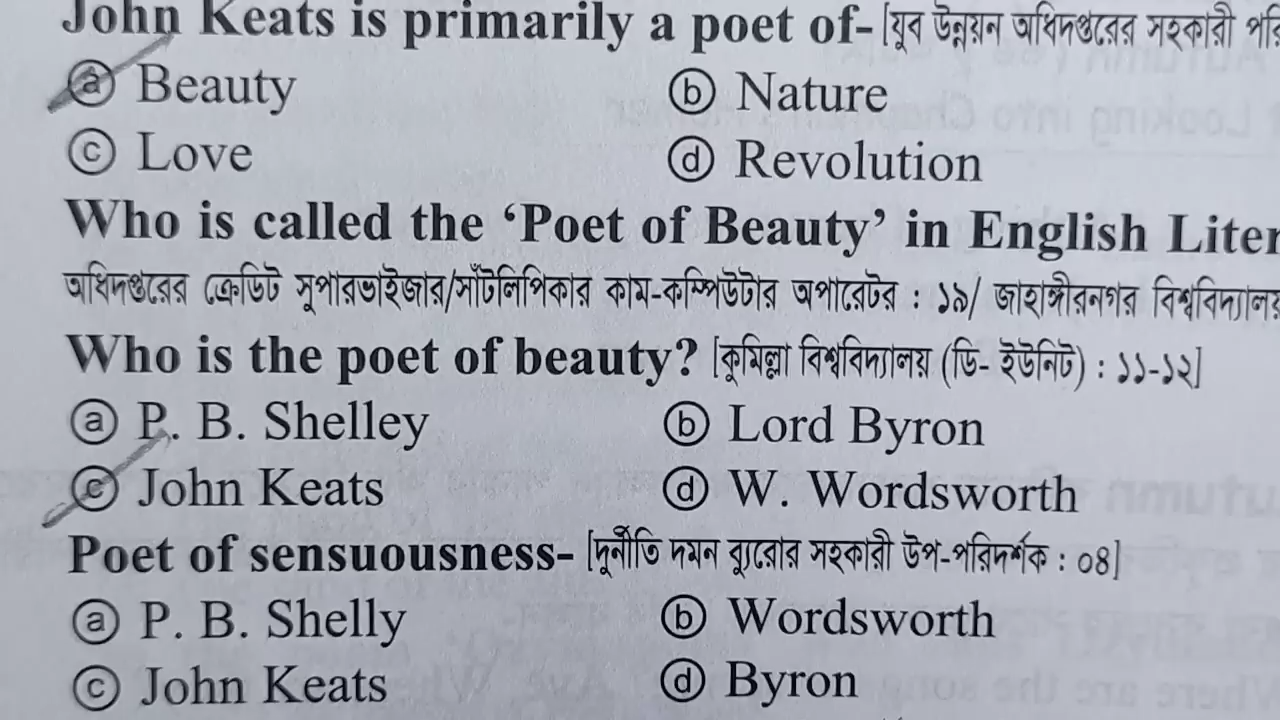 John Keats is primarily a poet of- [যুব উন্নয়ন অধিদপ্তরের সহকারী
ⓐ Beauty ⓑ Nature
ⓒ Love ⓓ Revolution
Who is called the ‘Poet of Beauty’ in English Liter
অধিদপ্তরের ক্রেডিট সুপারভাইজার/সাঁটলিপিকার কাম-কম্পিউটার অপারেটর : ১৯/ জাহাঙ্গীরনগর বিশ্ববিদ্যালয়
Who is the poet of beauty? [কুমিল্লা বিশ্ববিদ্যালয় (ডি- ইউনিট) : ১১-১২]
ⓐ P. B. Shelley ⓑ Lord Byron
ⓒ John Keats ⓓ W. Wordsworth
Poet of sensuousness- [দুর্নীতি দমন ব্যুরোর সহকারী উপ-পরিদর্শক : ০৪]
ⓐ P. B. Shelly ⓑ Wordsworth
ⓒ John Keats ⓓ Byron